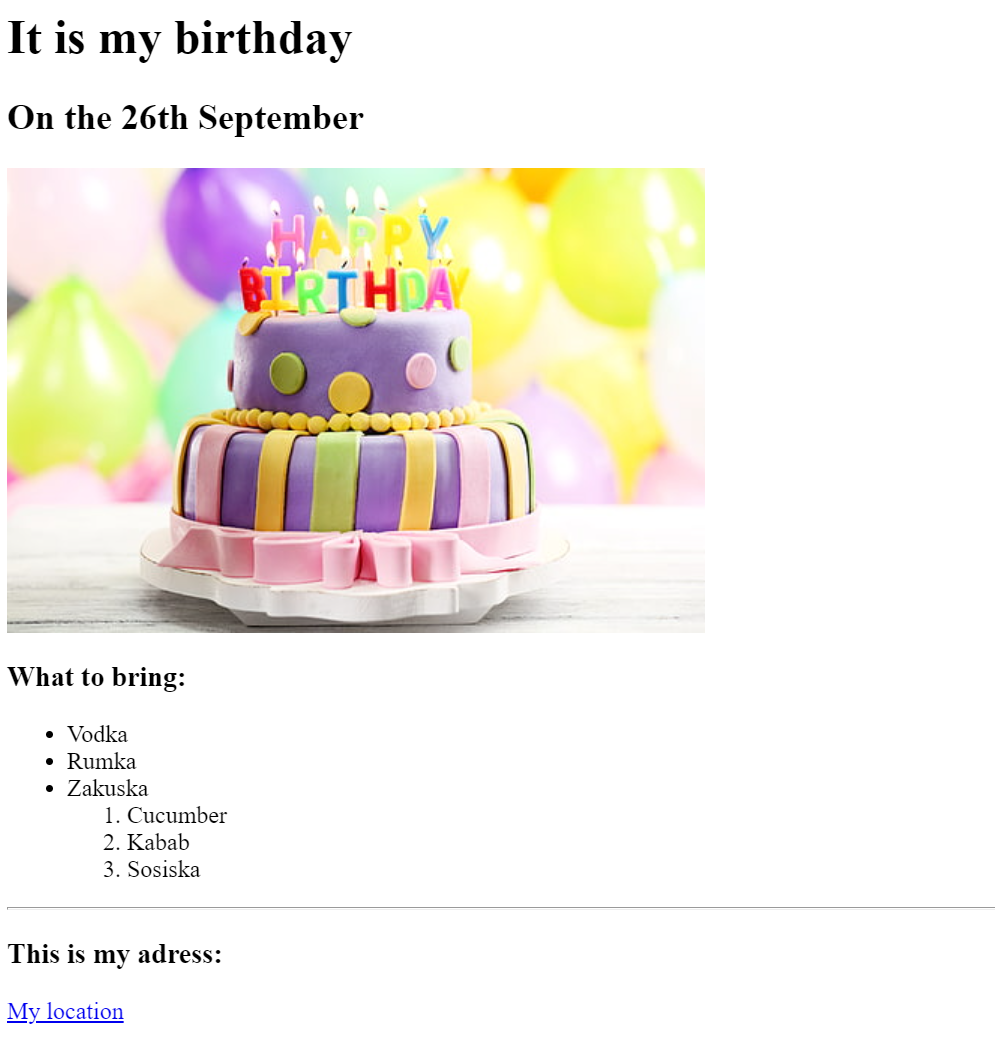 It is my birthday
On the 26th September
HAPPY
BIRTHDAY
What to bring:
• Vodka
• Rumka
• Zakuska
1. Cucumber
2. Kabab
3. Sosiska
This is my adress:
My location